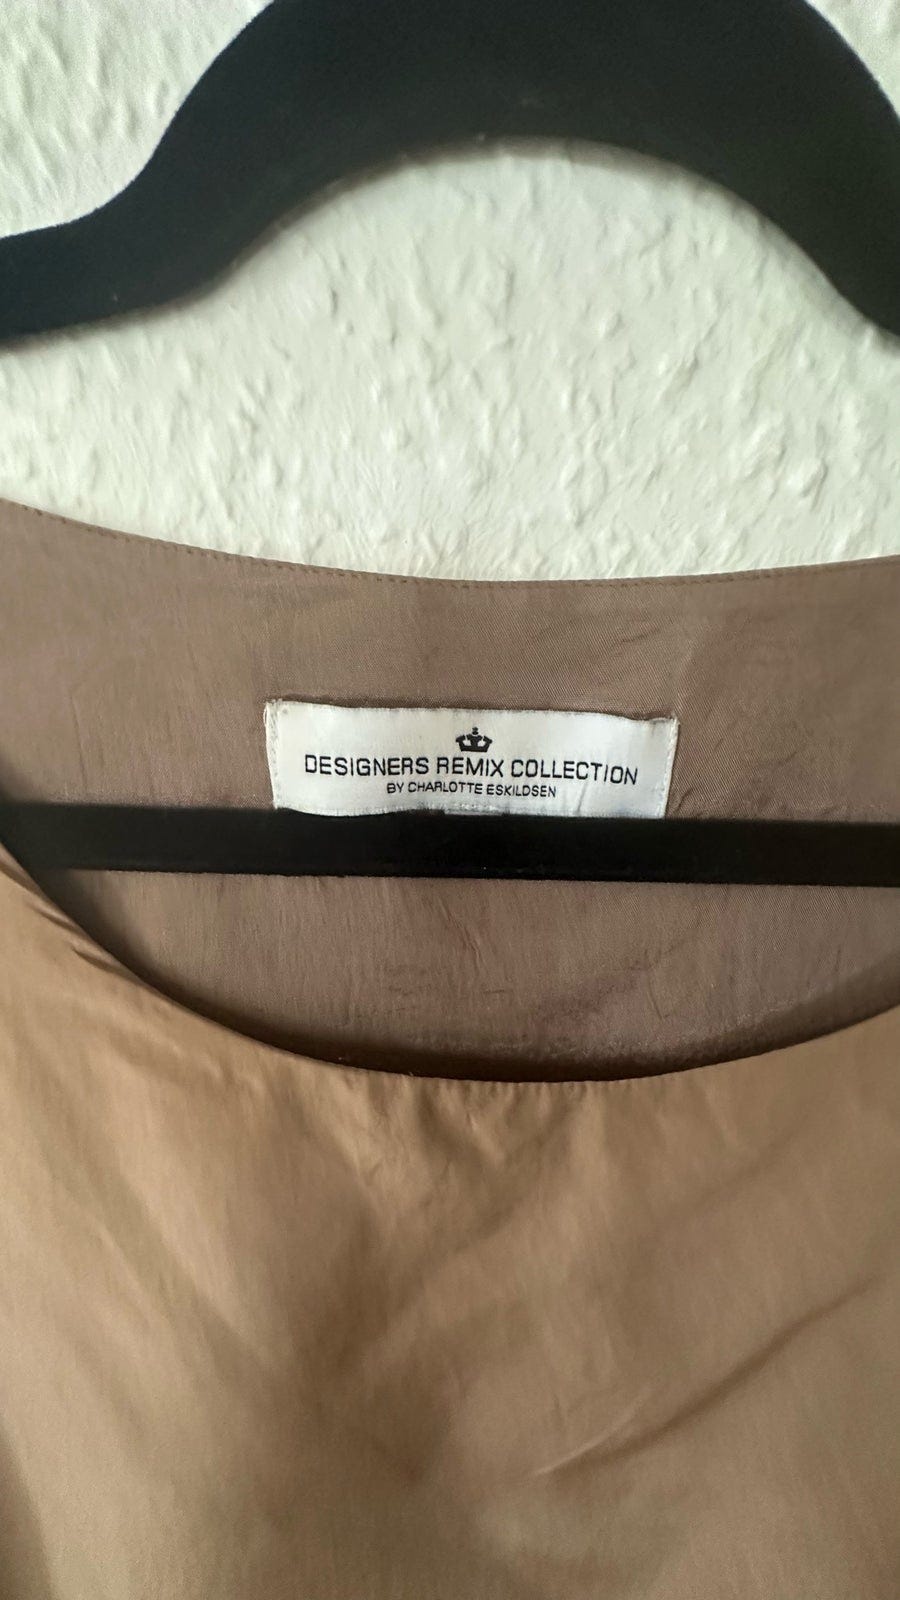 DESIGNERS REMIX COLLECTION
BY CHARLOTTE ESKILDSEN